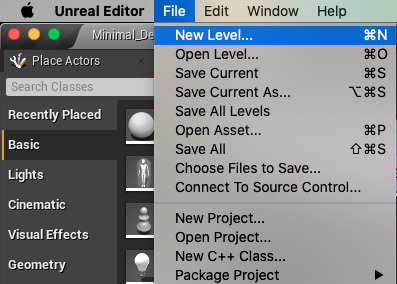 Unreal Editor File Edit Window Help
Minimal_De
Place Actors
Search Classes
Recently Placed
Basic
Lights
Cinematic
Visual Effects
Geometry
New Level... ⌘N
Open Level... ⌘O
Save Current ⌘S
Save Current As... ⌥⌘S
Save All Levels
Open Asset... ⌘P
Save All ⇧⌘S
Choose Files to Save...
Connect To Source Control...
New Project...
Open Project...
New C++ Class...
Package Project